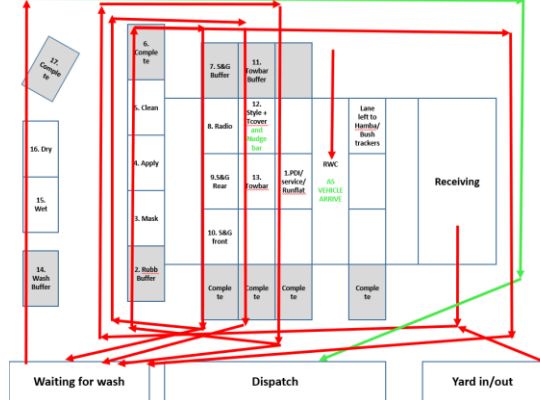 17.
Comple
te
6.
Comple
te
7. S&G
Buffer
11.
Towbar
Buffer
5. Clean
8. Radio
12.
Style +
Tcover
and
Nudge
bar
Lane
left to
Hamba/
Bush
trackers
16. Dry
4. Apply
9.S&G
Rear
13.
Towbar
1.PDI/
service/
Runflat
RWC
AS
VEHICLE
ARRIVE
Receiving
15.
Wet
3. Mask
10. S&G
front
14.
Wash
Buffer
2. Rubb
Buffer
Comple
te
Comple
te
Comple
te
Comple
te
Waiting for wash
Dispatch
Yard in/out